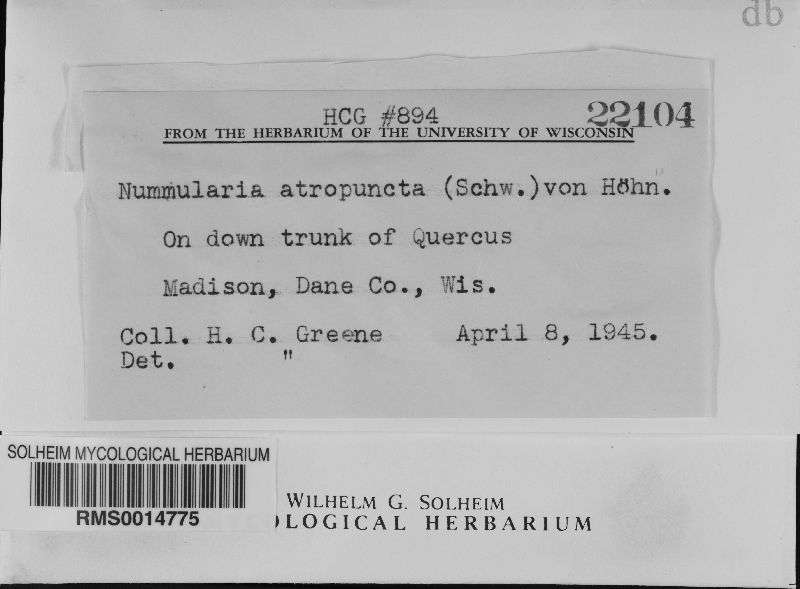 db
HCG #894 22104
FROM THE HERBARIUM OF THE UNIVERSITY OF WISCONSIN
Nummularia atropuncta (Schw.)von Höhn.
On down trunk of Quercus
Madison, Dane Co., Wis.
Coll. H. C. Greene April 8, 1945.
Det. "
SOLHEIM MYCOLOGICAL HERBARIUM
RMS0014775
WILHELM G. SOLHEIM
OLOGICAL HERBARIUM